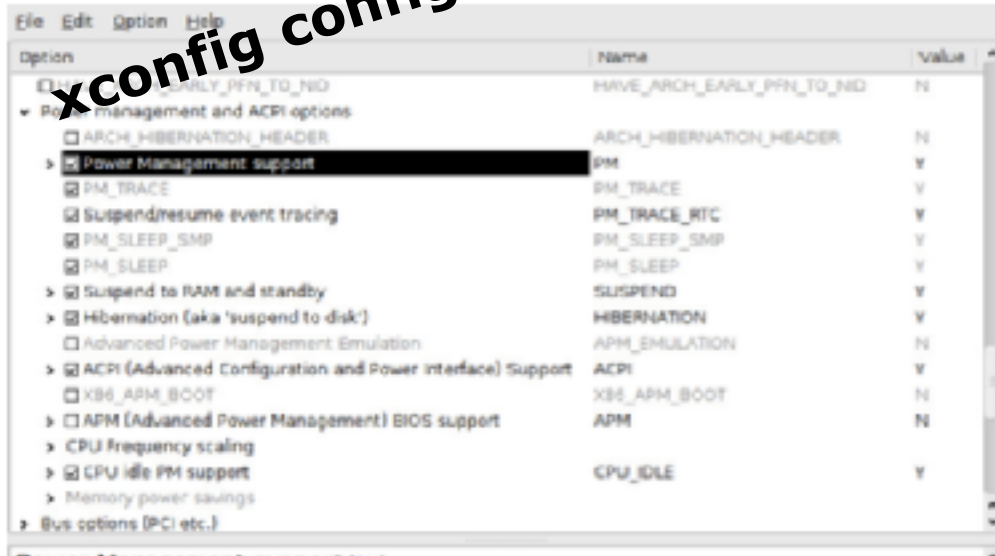 xconfig config
File Edit Option Help
Option Name Value
EARLY_PFN_TO_NID HAVE_ARCH_EARLY_PFN_TO_NID N
Power management and ACPI options
ARCH_HIBERNATION_HEADER ARCH_HIBERNATION_HEADER N
Power Management support PM Y
PM_TRACE PM_TRACE Y
Suspend/resume event tracing PM_TRACE_RTC Y
PM_SLEEP_SMP PM_SLEEP_SMP Y
PM_SLEEP PM_SLEEP Y
Suspend to RAM and standby SUSPEND Y
Hibernation (aka 'suspend to disk') HIBERNATION Y
Advanced Power Management Emulation APM_EMULATION N
ACPI (Advanced Configuration and Power Interface) Support ACPI Y
X86_APM_BOOT X86_APM_BOOT N
APM (Advanced Power Management) BIOS support APM N
CPU Frequency scaling
CPU idle PM support CPU_IDLE Y
Memory power savings
Bus options (PCI etc.)